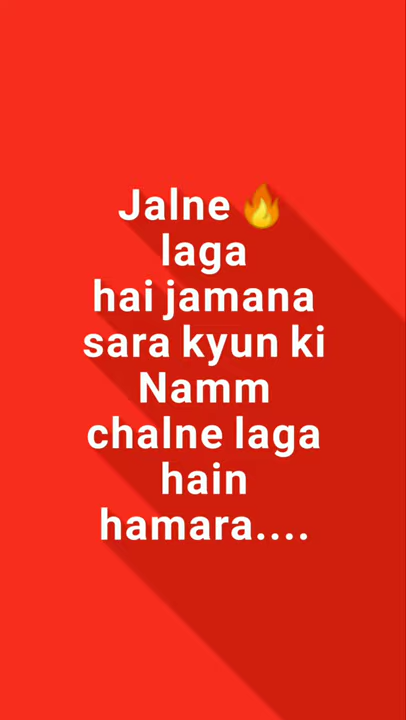 Jalne 🔥
laga
hai jamana
sara kyun ki
Namm
chalne laga
hain
hamara....